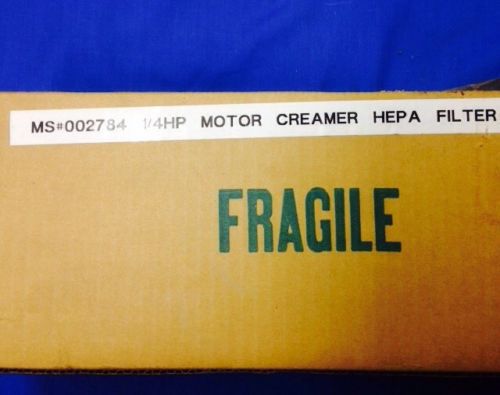 MS#002784 1/4HP MOTOR CREAMER HEPA FILTER
FRAGILE